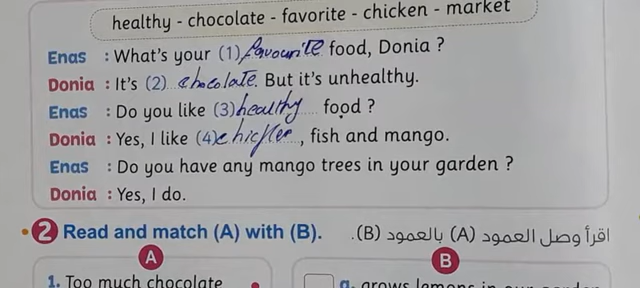 healthy - chocolate - favorite - chicken - market
Enas : What's your (1) favourite food, Donia ?
Donia : It's (2) chocolate. But it's unhealthy.
Enas : Do you like (3) healthy food ?
Donia : Yes, I like (4) , fish and mango.
Enas : Do you have any mango trees in your garden ?
Donia : Yes, I do.
2 Read and match (A) with (B). اقرأ وصل العمود (A) بالعمود (B).
A B
1. Too much chocolate
a. grows lemons in our garden